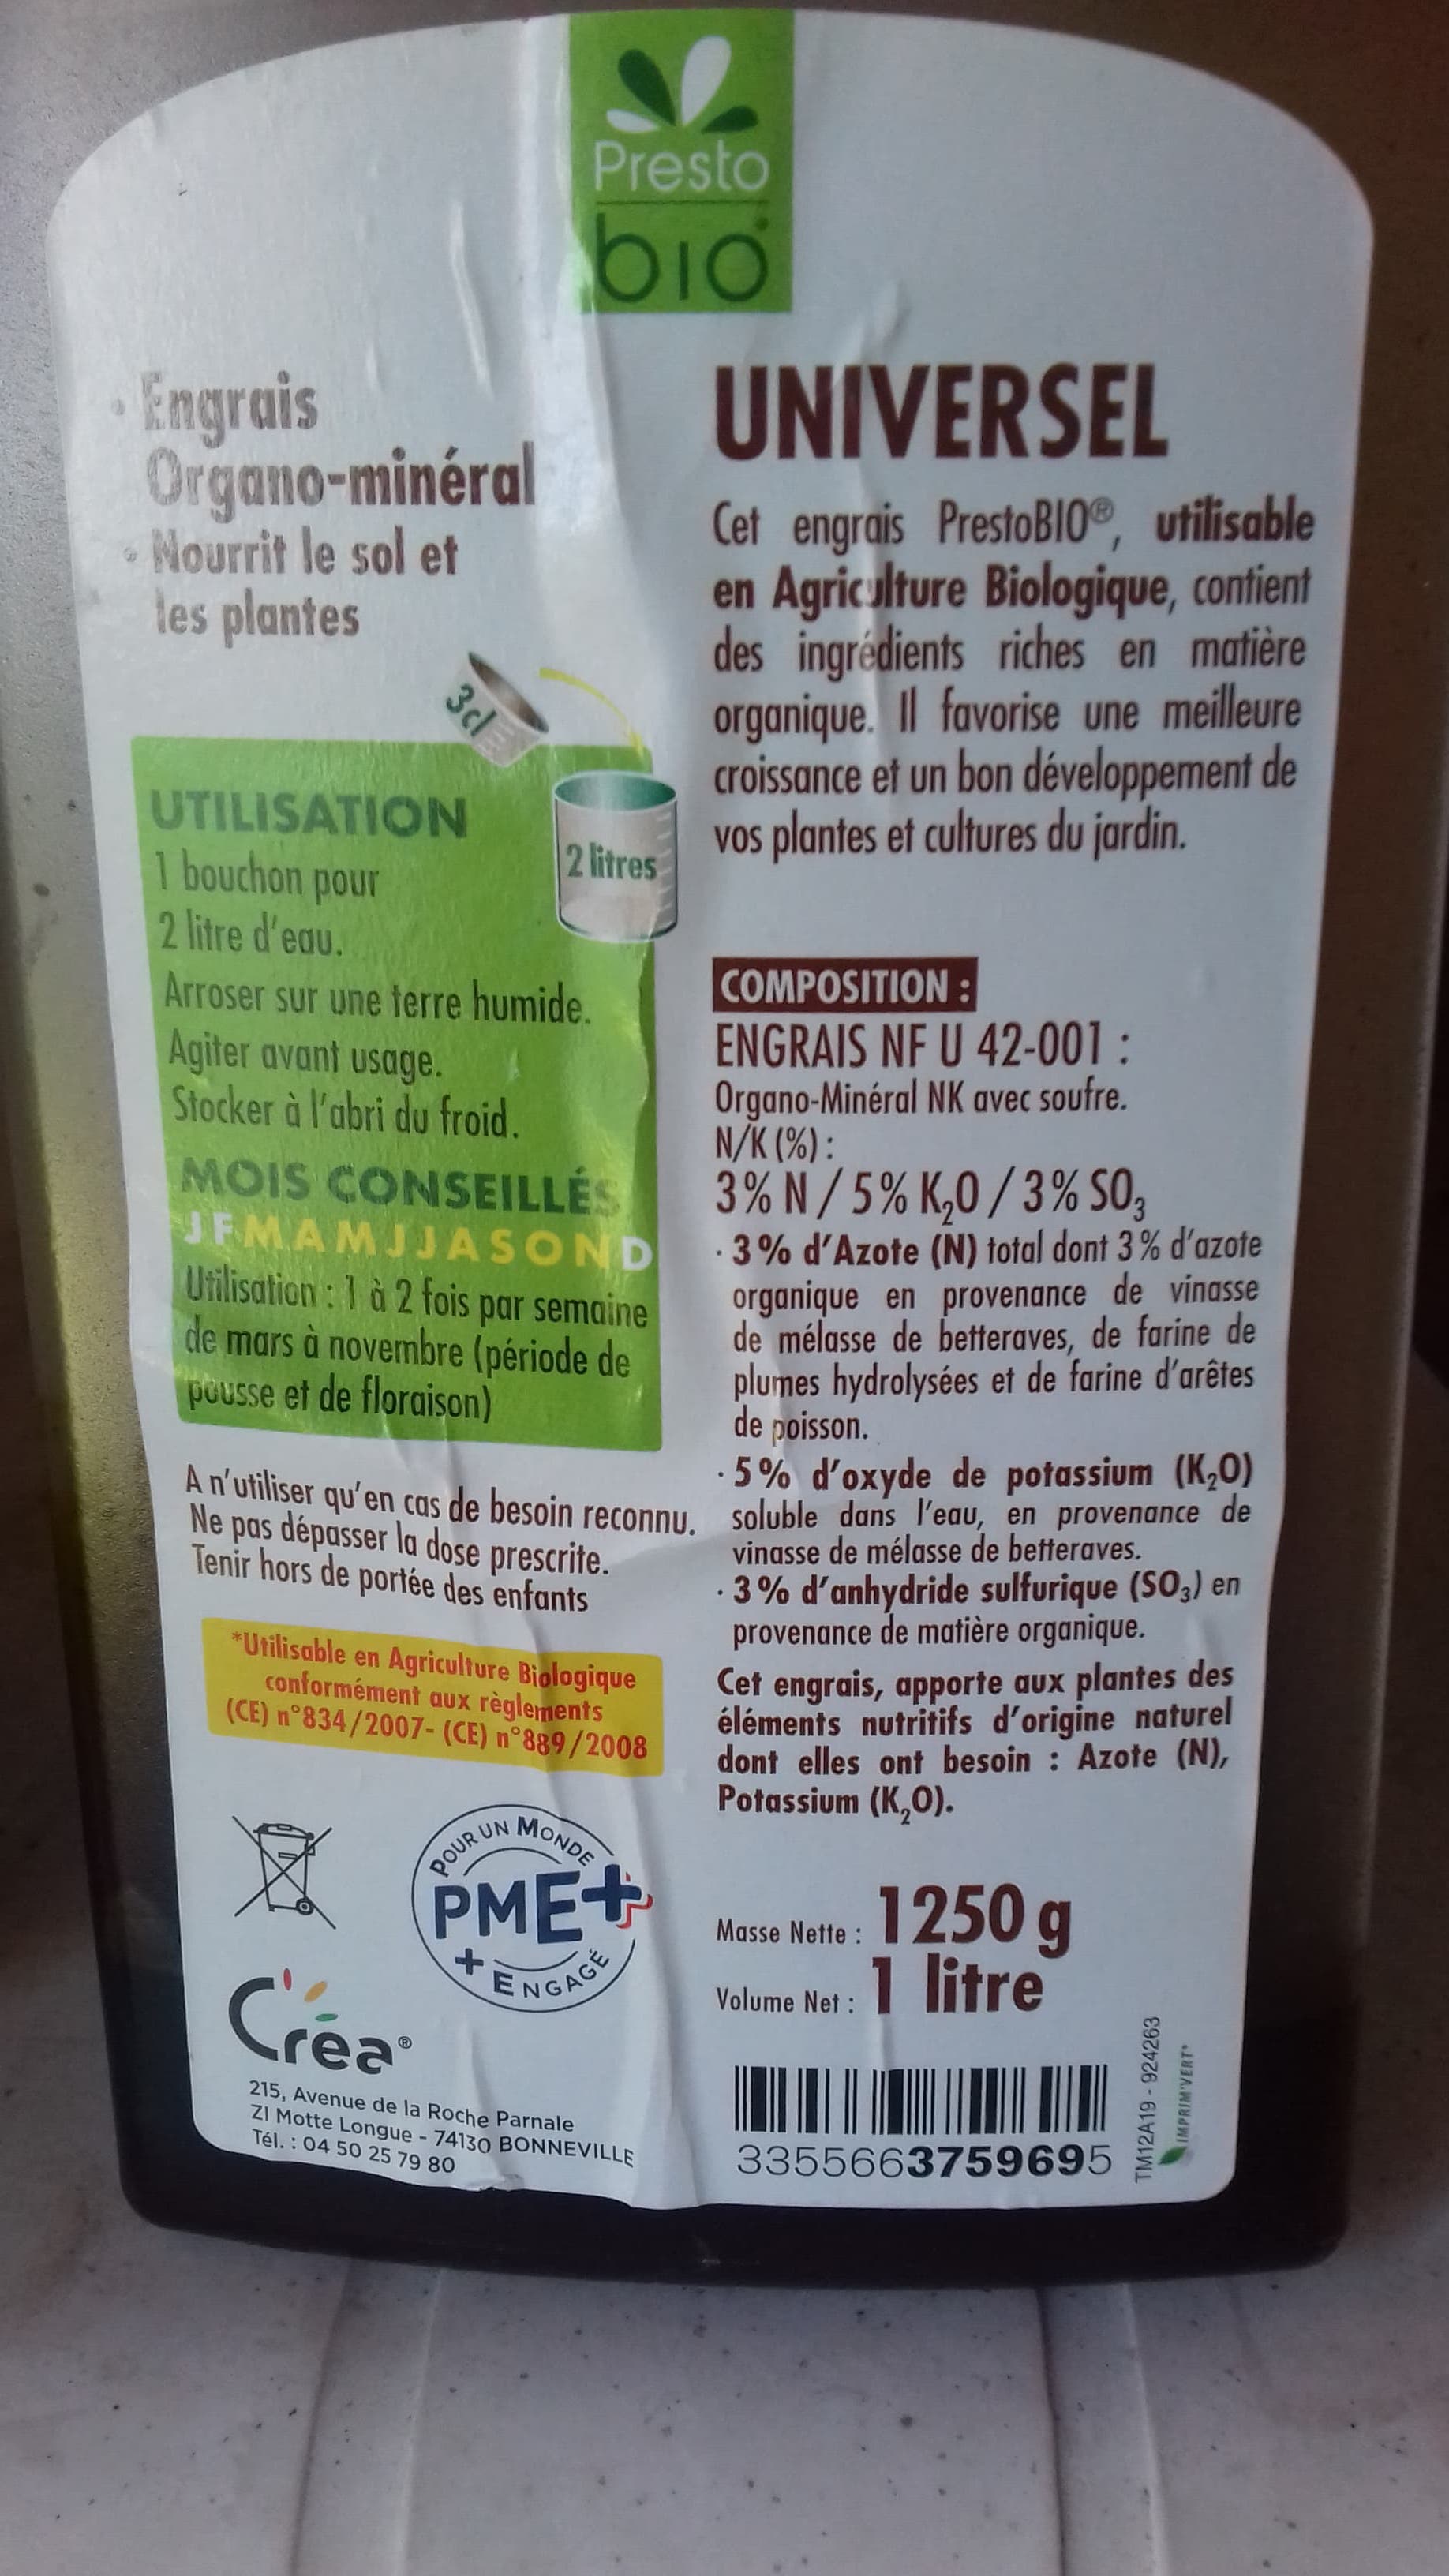 Presto
bio
• Engrais
Organo-minéral
• Nourrit le sol et
les plantes
3cl
2 litres
UTILISATION
1 bouchon pour
2 litre d'eau.
Arroser sur une terre humide.
Agiter avant usage.
Stocker à l'abri du froid.
MOIS CONSEILLÉS
J F M A M J J A S O N D
Utilisation : 1 à 2 fois par semaine
de mars à novembre (période de
pousse et de floraison)
A n'utiliser qu'en cas de besoin reconnu.
Ne pas dépasser la dose prescrite.
Tenir hors de portée des enfants
*Utilisable en Agriculture Biologique
conformément aux règlements
(CE) n°834/2007- (CE) n°889/2008
POUR UN MONDE
PME+
+ ENGAGÉ
Créa®
215, Avenue de la Roche Parnale
ZI Motte Longue - 74130 BONNEVILLE
Tél. : 04 50 25 79 80
UNIVERSEL
Cet engrais PrestoBIO®, utilisable
en Agriculture Biologique, contient
des ingrédients riches en matière
organique. Il favorise une meilleure
croissance et un bon développement de
vos plantes et cultures du jardin.
COMPOSITION :
ENGRAIS NF U 42-001 :
Organo-Minéral NK avec soufre.
N/K (%) :
3% N / 5% K₂O / 3% SO₃
· 3% d'Azote (N) total dont 3% d'azote
organique en provenance de vinasse
de mélasse de betteraves, de farine de
plumes hydrolysées et de farine d'arêtes
de poisson.
· 5% d'oxyde de potassium (K₂O)
soluble dans l'eau, en provenance de
vinasse de mélasse de betteraves.
· 3% d'anhydride sulfurique (SO₃) en
provenance de matière organique.
Cet engrais, apporte aux plantes des
éléments nutritifs d'origine naturel
dont elles ont besoin : Azote (N),
Potassium (K₂O).
Masse Nette : 1250 g
Volume Net : 1 litre
3355663759695
TM12A19 - 924263
IMPRIM'VERT®